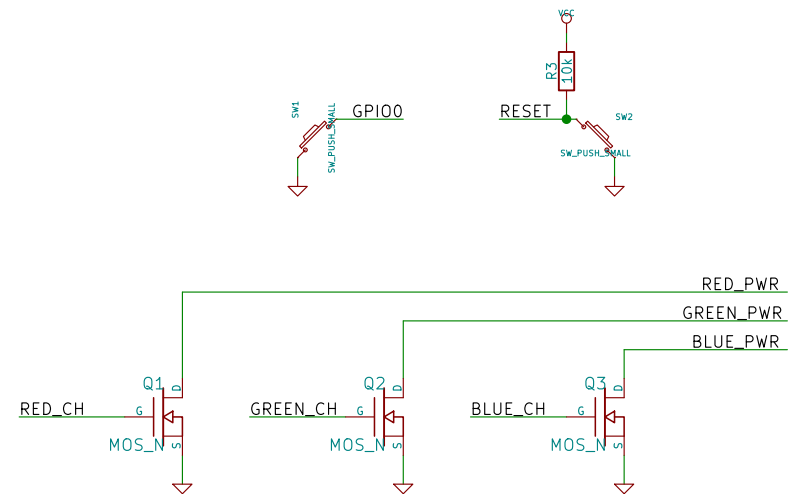 VCC
R3
10k
SW1
SW_PUSH_SMALL
GPIO0
RESET
SW2
SW_PUSH_SMALL
RED_PWR
GREEN_PWR
BLUE_PWR
Q1
D
G
S
RED_CH
MOS_N
Q2
D
G
S
GREEN_CH
MOS_N
Q3
D
G
S
BLUE_CH
MOS_N